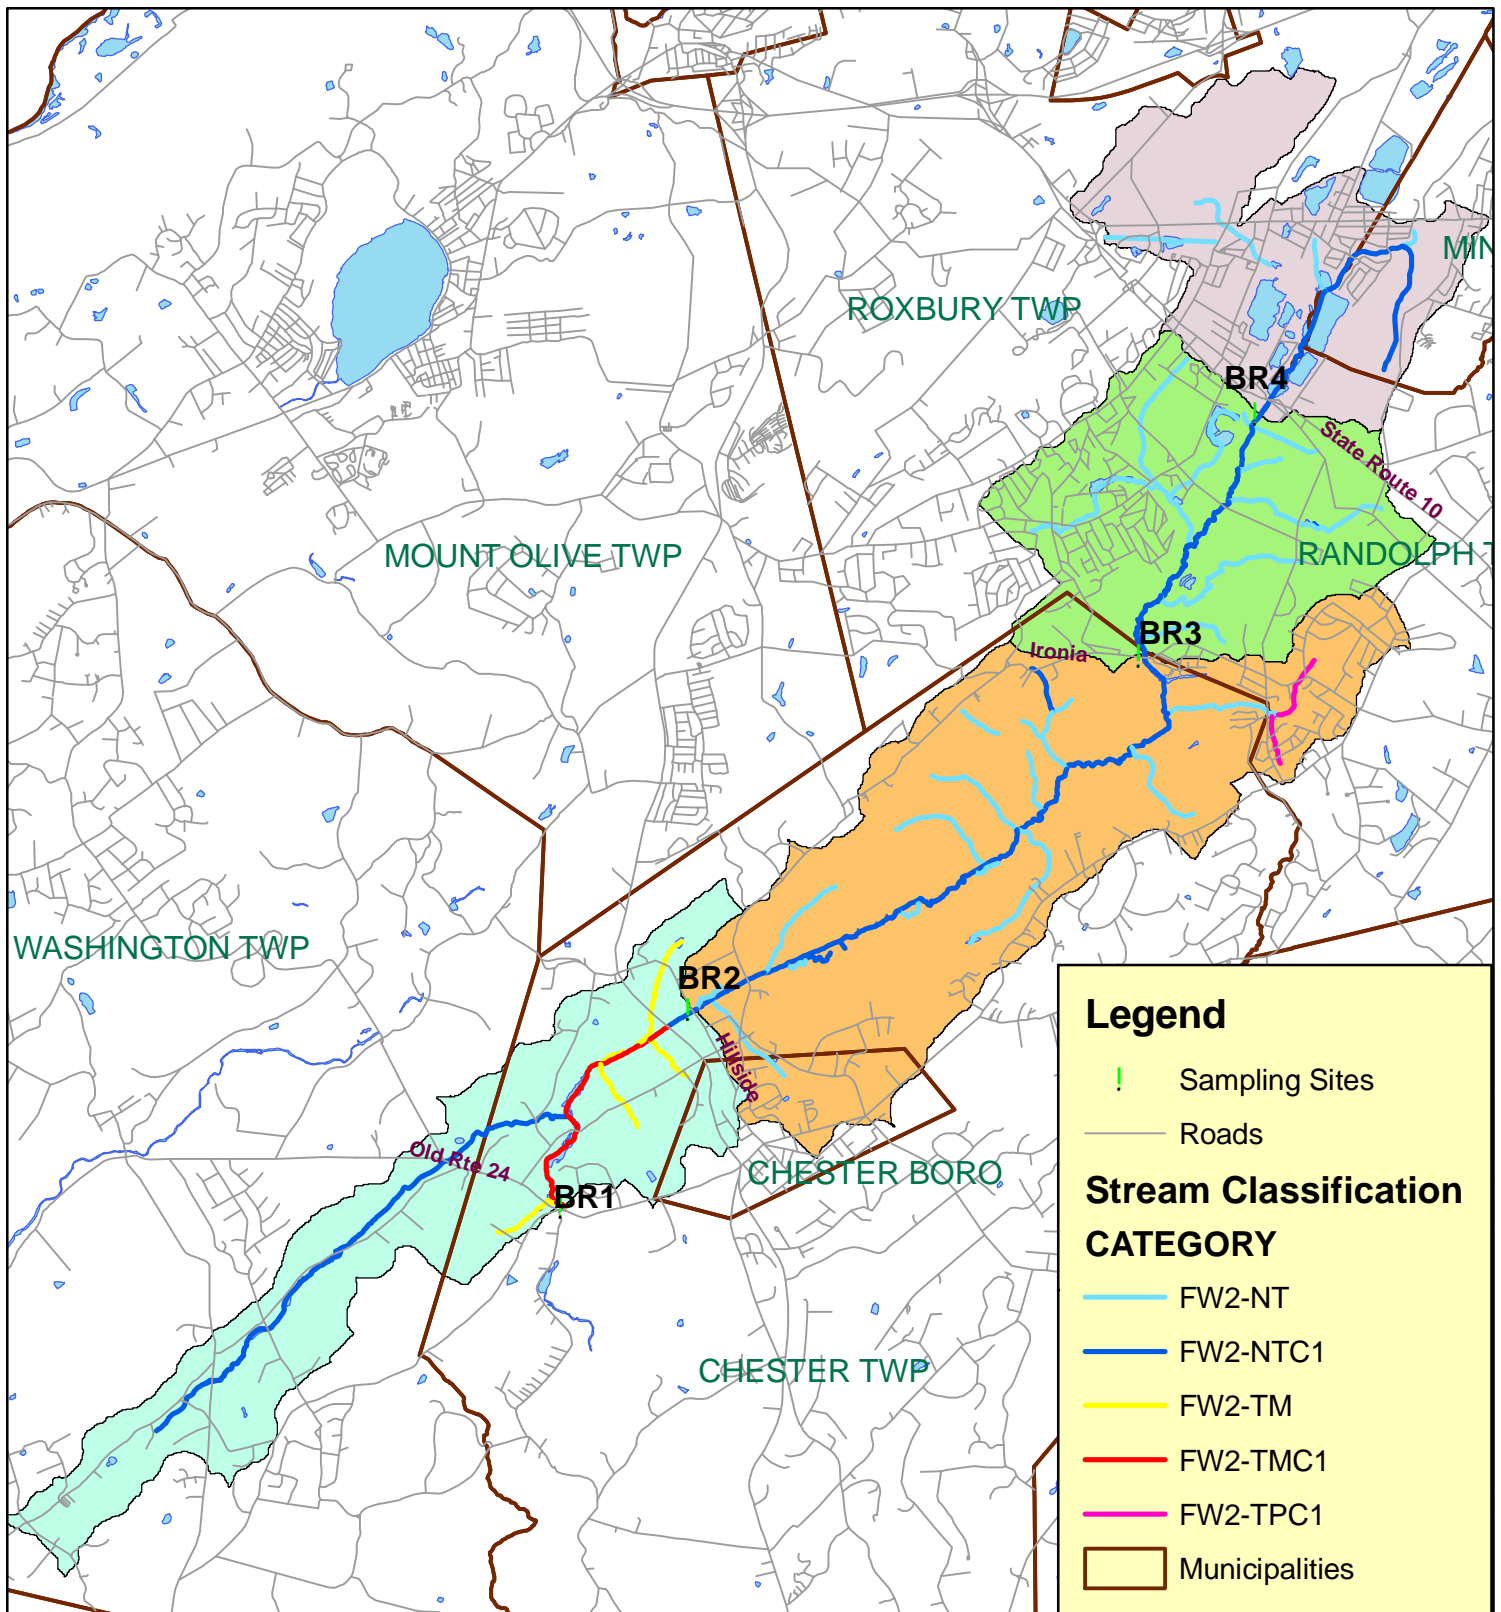 MIN
ROXBURY TWP
BR4
State Route 10
MOUNT OLIVE TWP
RANDOLPH T
BR3
Ironia
WASHINGTON TWP
BR2
Hillside
Old Rte 24
CHESTER BORO
BR1
CHESTER TWP
Legend
Sampling Sites
Roads
Stream Classification
CATEGORY
FW2-NT
FW2-NTC1
FW2-TM
FW2-TMC1
FW2-TPC1
Municipalities